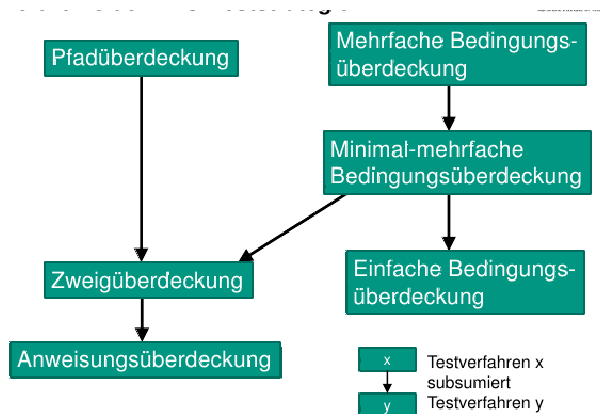 Pfadüberdeckung
Mehrfache Bedingungs-
überdeckung
Minimal-mehrfache
Bedingungsüberdeckung
Zweigüberdeckung
Einfache Bedingungs-
überdeckung
Anweisungsüberdeckung
x
Testverfahren x
subsumiert
y
Testverfahren y